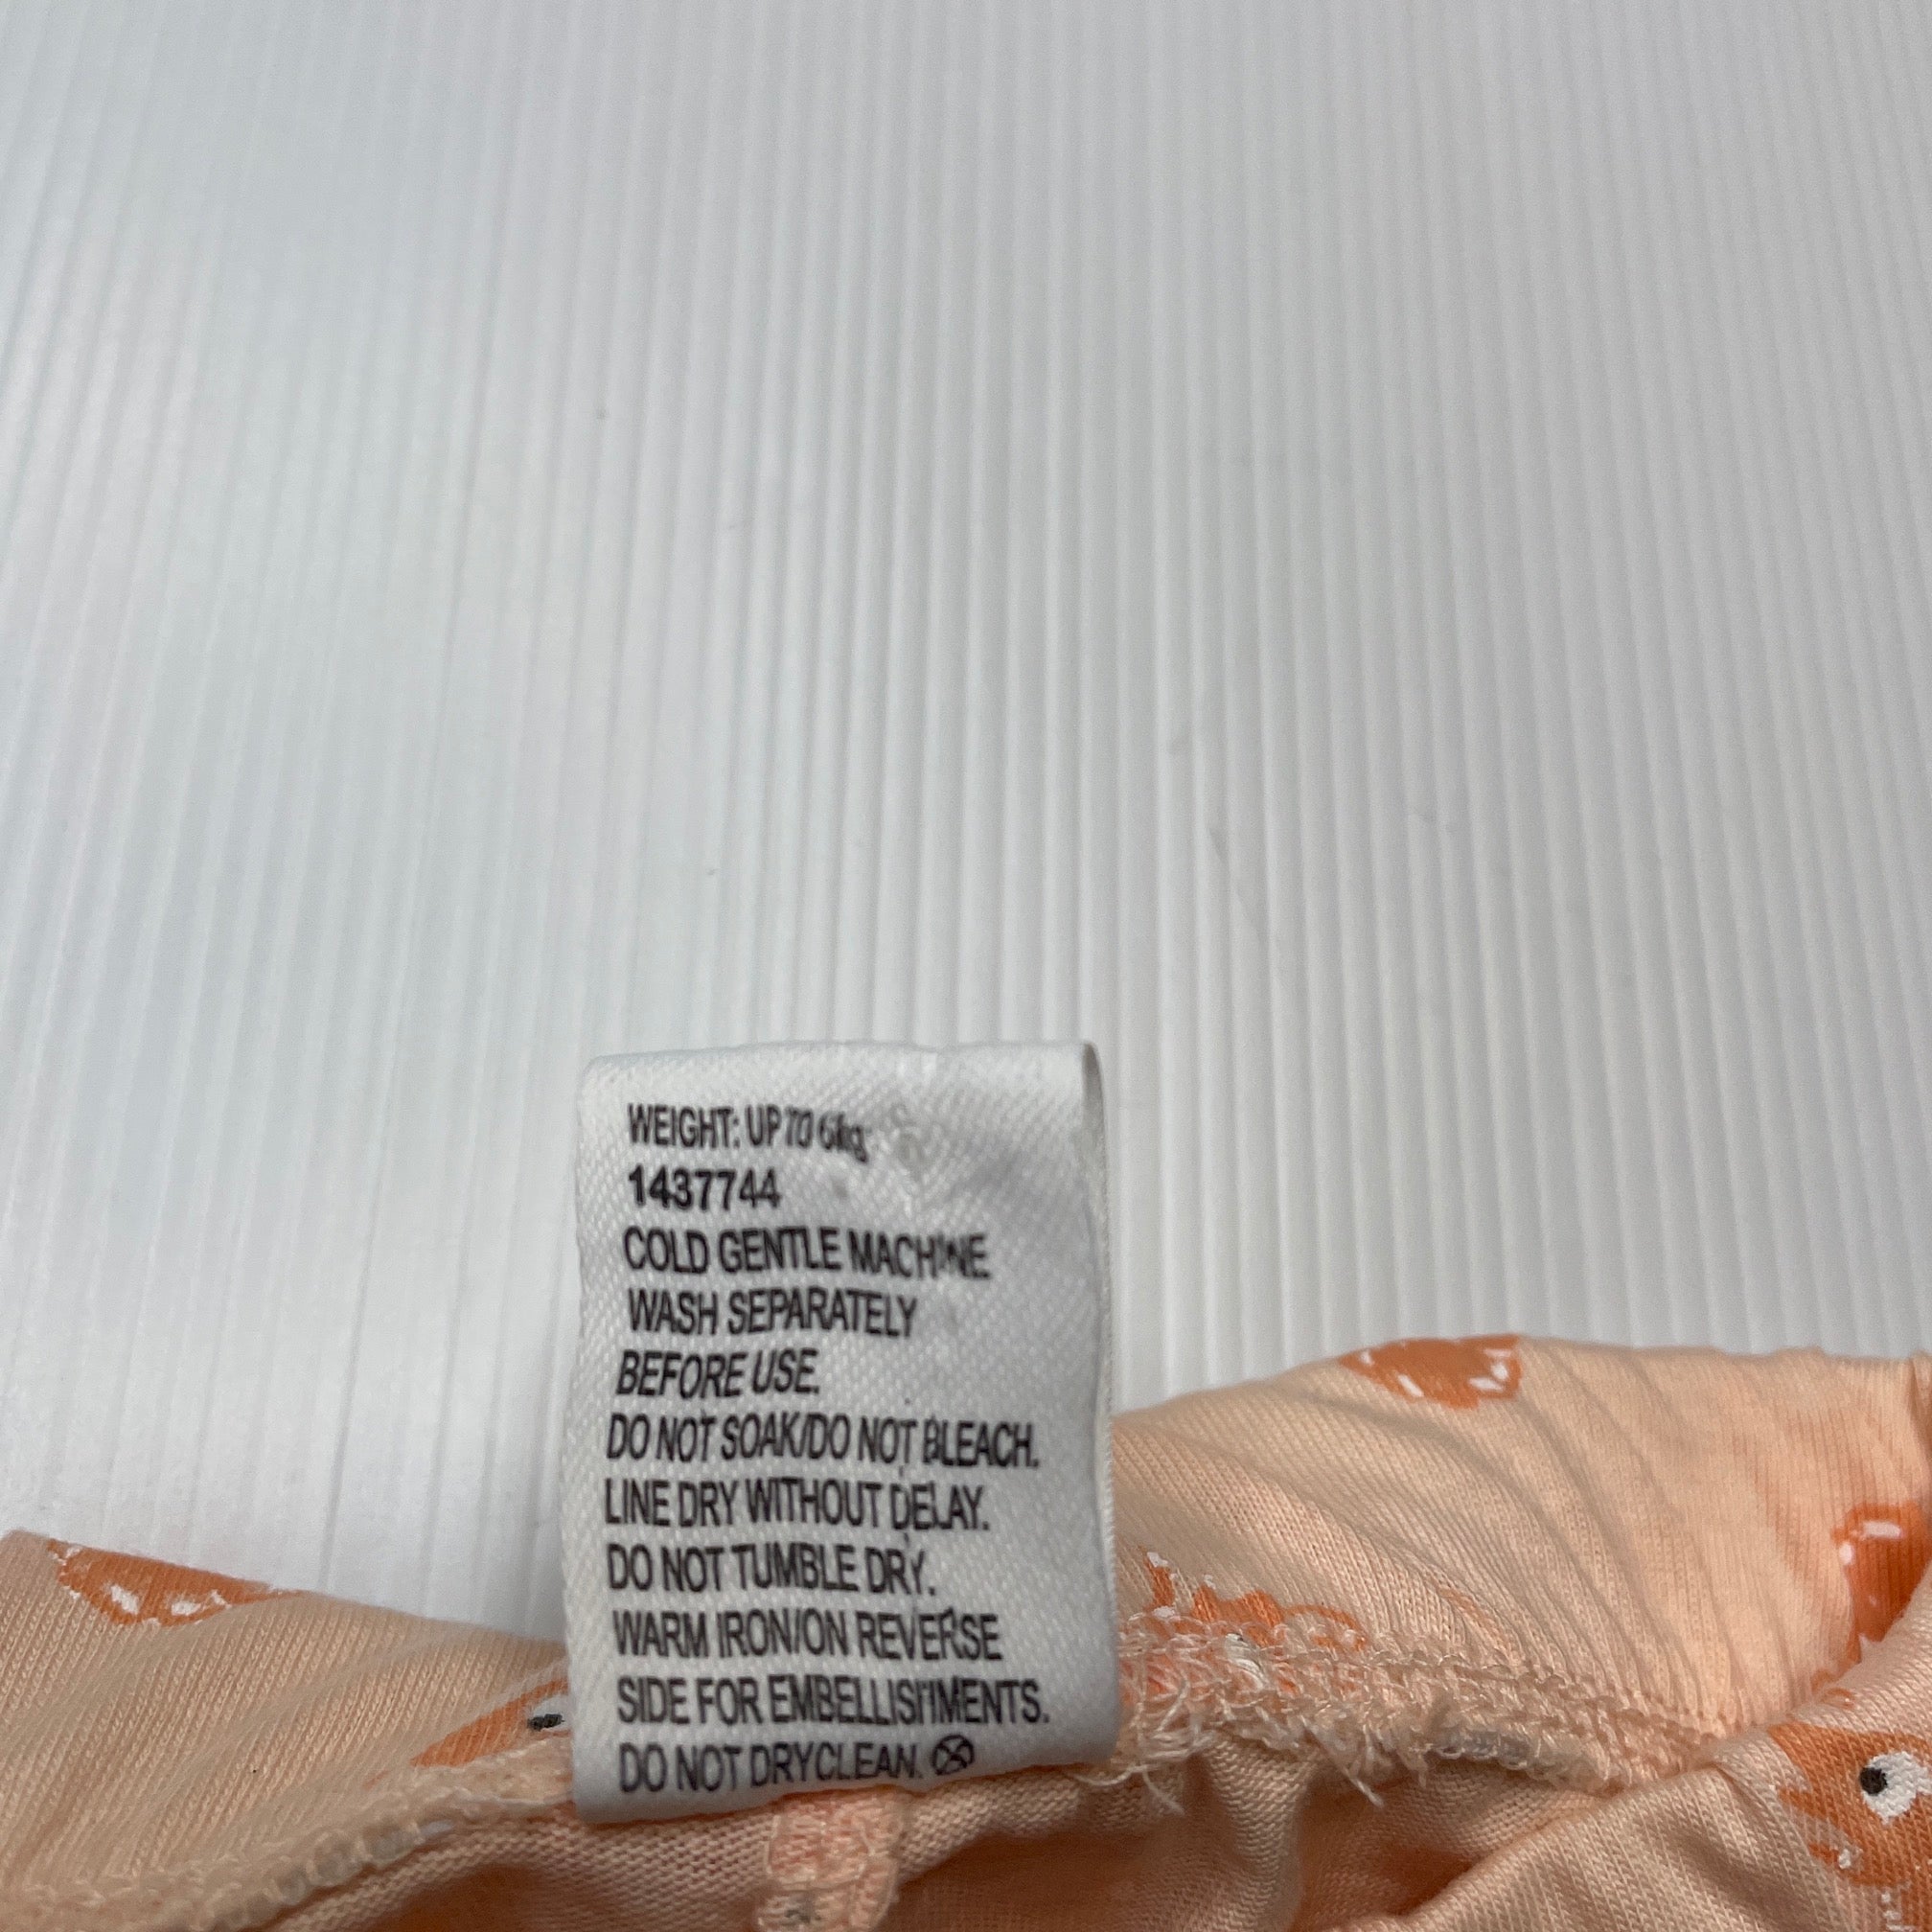 WEIGHT: UP TO 6kg
1437744
COLD GENTLE MACHINE
WASH SEPARATELY
BEFORE USE.
DO NOT SOAK/DO NOT BLEACH.
LINE DRY WITHOUT DELAY.
DO NOT TUMBLE DRY.
WARM IRON/ON REVERSE
SIDE FOR EMBELLISHMENTS.
DO NOT DRYCLEAN.